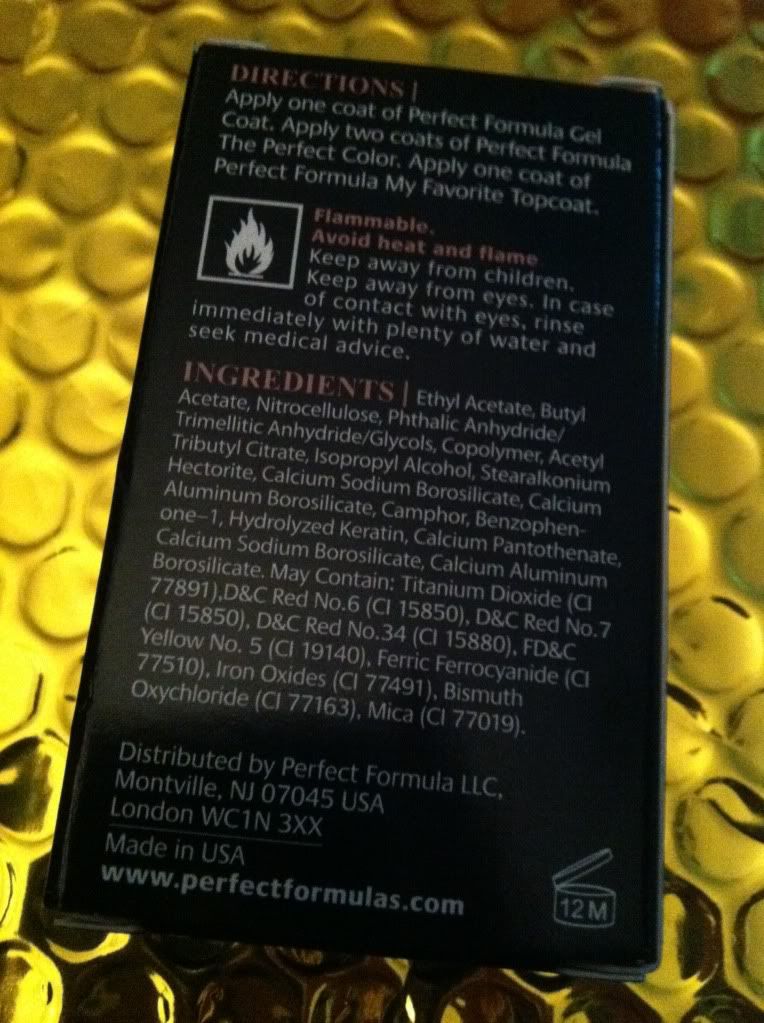 DIRECTIONS |
Apply one coat of Perfect Formula Gel
Coat. Apply two coats of Perfect Formula
The Perfect Color. Apply one coat of
Perfect Formula My Favorite Topcoat.
Flammable.
Avoid heat and flame
Keep away from children.
Keep away from eyes. In case
of contact with eyes, rinse
immediately with plenty of water and
seek medical advice.
INGREDIENTS | Ethyl Acetate, Butyl
Acetate, Nitrocellulose, Phthalic Anhydride/
Trimellitic Anhydride/Glycols, Copolymer, Acetyl
Tributyl Citrate, Isopropyl Alcohol, Stearalkonium
Hectorite, Calcium Sodium Borosilicate, Calcium
Aluminum Borosilicate, Camphor, Benzophen-
one-1, Hydrolyzed Keratin, Calcium Pantothenate,
Calcium Sodium Borosilicate, Calcium Aluminum
Borosilicate. May Contain: Titanium Dioxide (CI
77891),D&C Red No.6 (CI 15850), D&C Red No.7
(CI 15850), D&C Red No.34 (CI 15880), FD&C
Yellow No. 5 (CI 19140), Ferric Ferrocyanide (CI
77510), Iron Oxides (CI 77491), Bismuth
Oxychloride (CI 77163), Mica (CI 77019).
Distributed by Perfect Formula LLC,
Montville, NJ 07045 USA
London WC1N 3XX
Made in USA
www.perfectformulas.com
12M